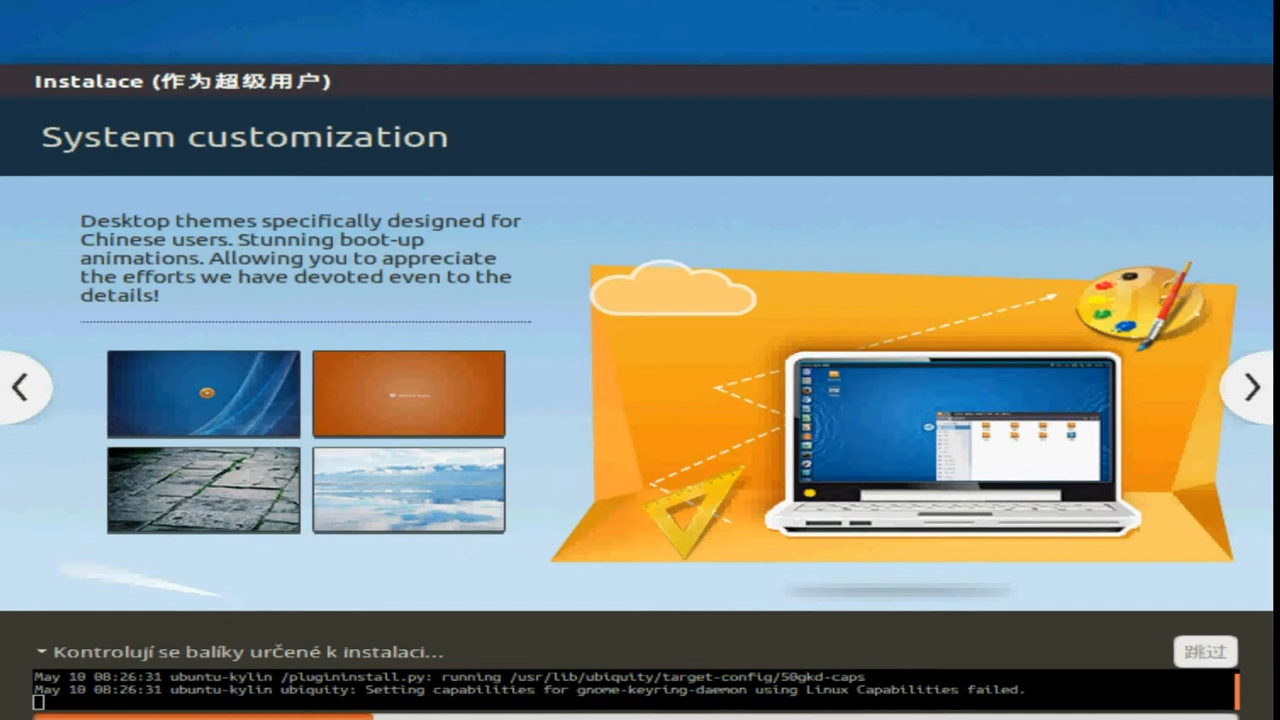 Instalace (作为超级用户)
System customization
Desktop themes specifically designed for
Chinese users. Stunning boot-up
animations. Allowing you to appreciate
the efforts we have devoted even to the
details!
Kontrolují se balíky určené k instalaci...
跳过
May 10 08:26:31 ubuntu-kylin /plugininstall.py: running /usr/lib/ubiquity/target-config/50gkd-caps
May 10 08:26:31 ubuntu-kylin ubiquity: Setting capabilities for gnome-keyring-daemon using Linux Capabilities failed.